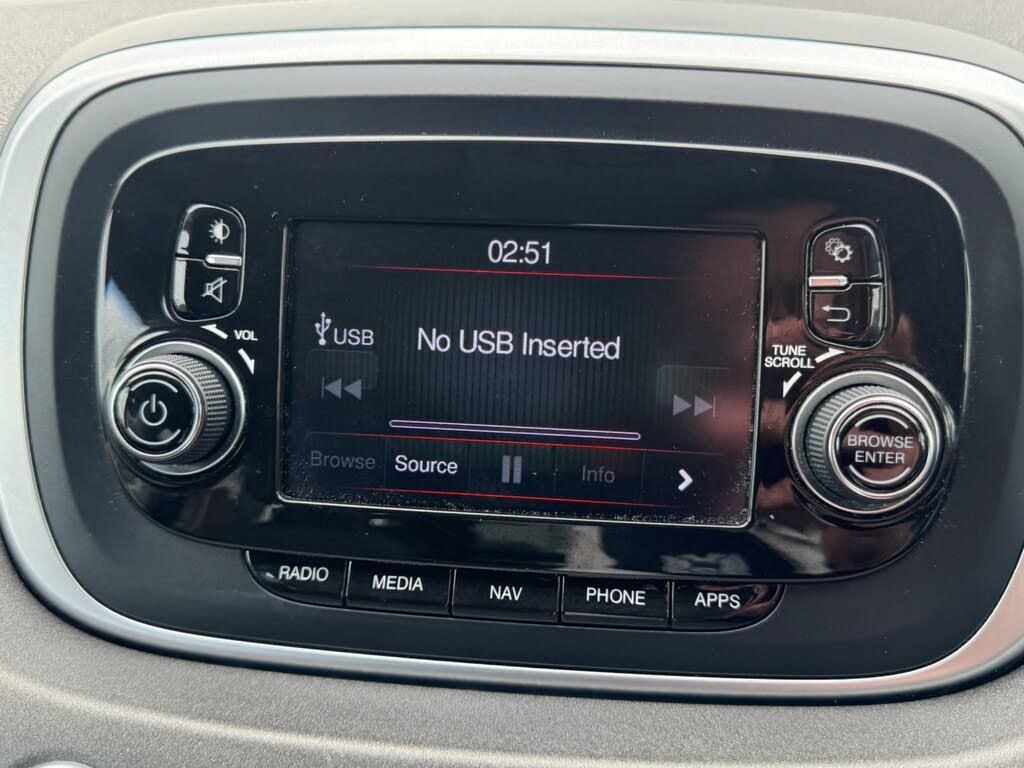 02:51
USB
No USB Inserted
Browse
Source
Info
VOL
TUNE
SCROLL
BROWSE
ENTER
RADIO
MEDIA
NAV
PHONE
APPS